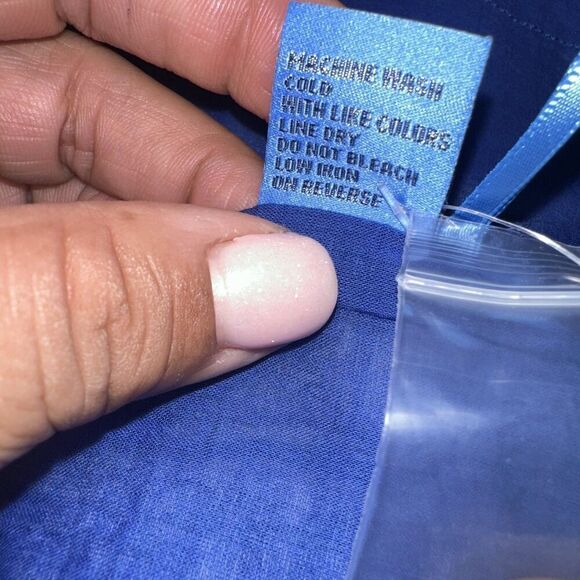 MACHINE WASH
COLD
WITH LIKE COLORS
LINE DRY
DO NOT BLEACH
LOW IRON
ON REVERSE